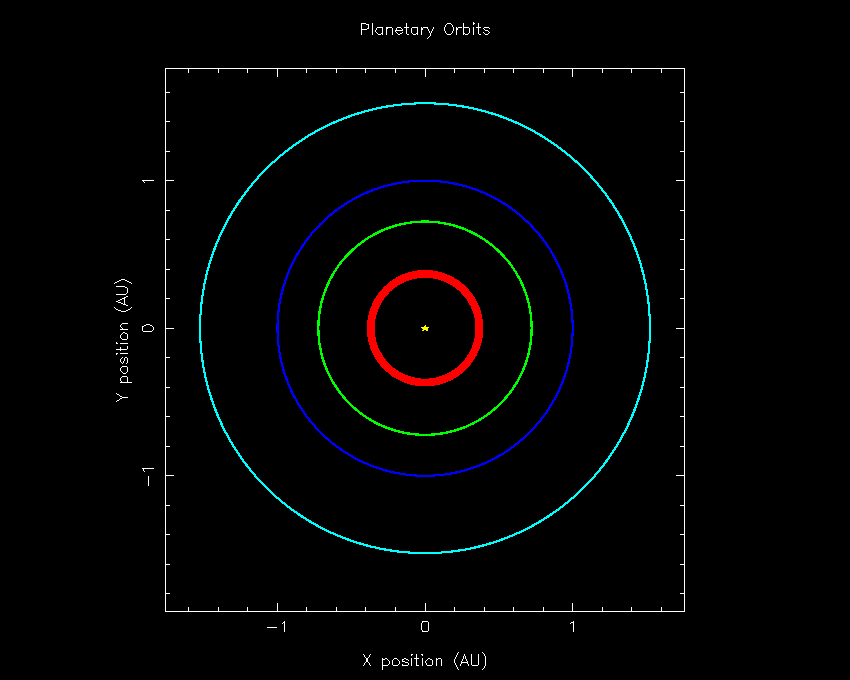 Planetary Orbits
1
0
−1
Y position (AU)
−1 0 1
X position (AU)